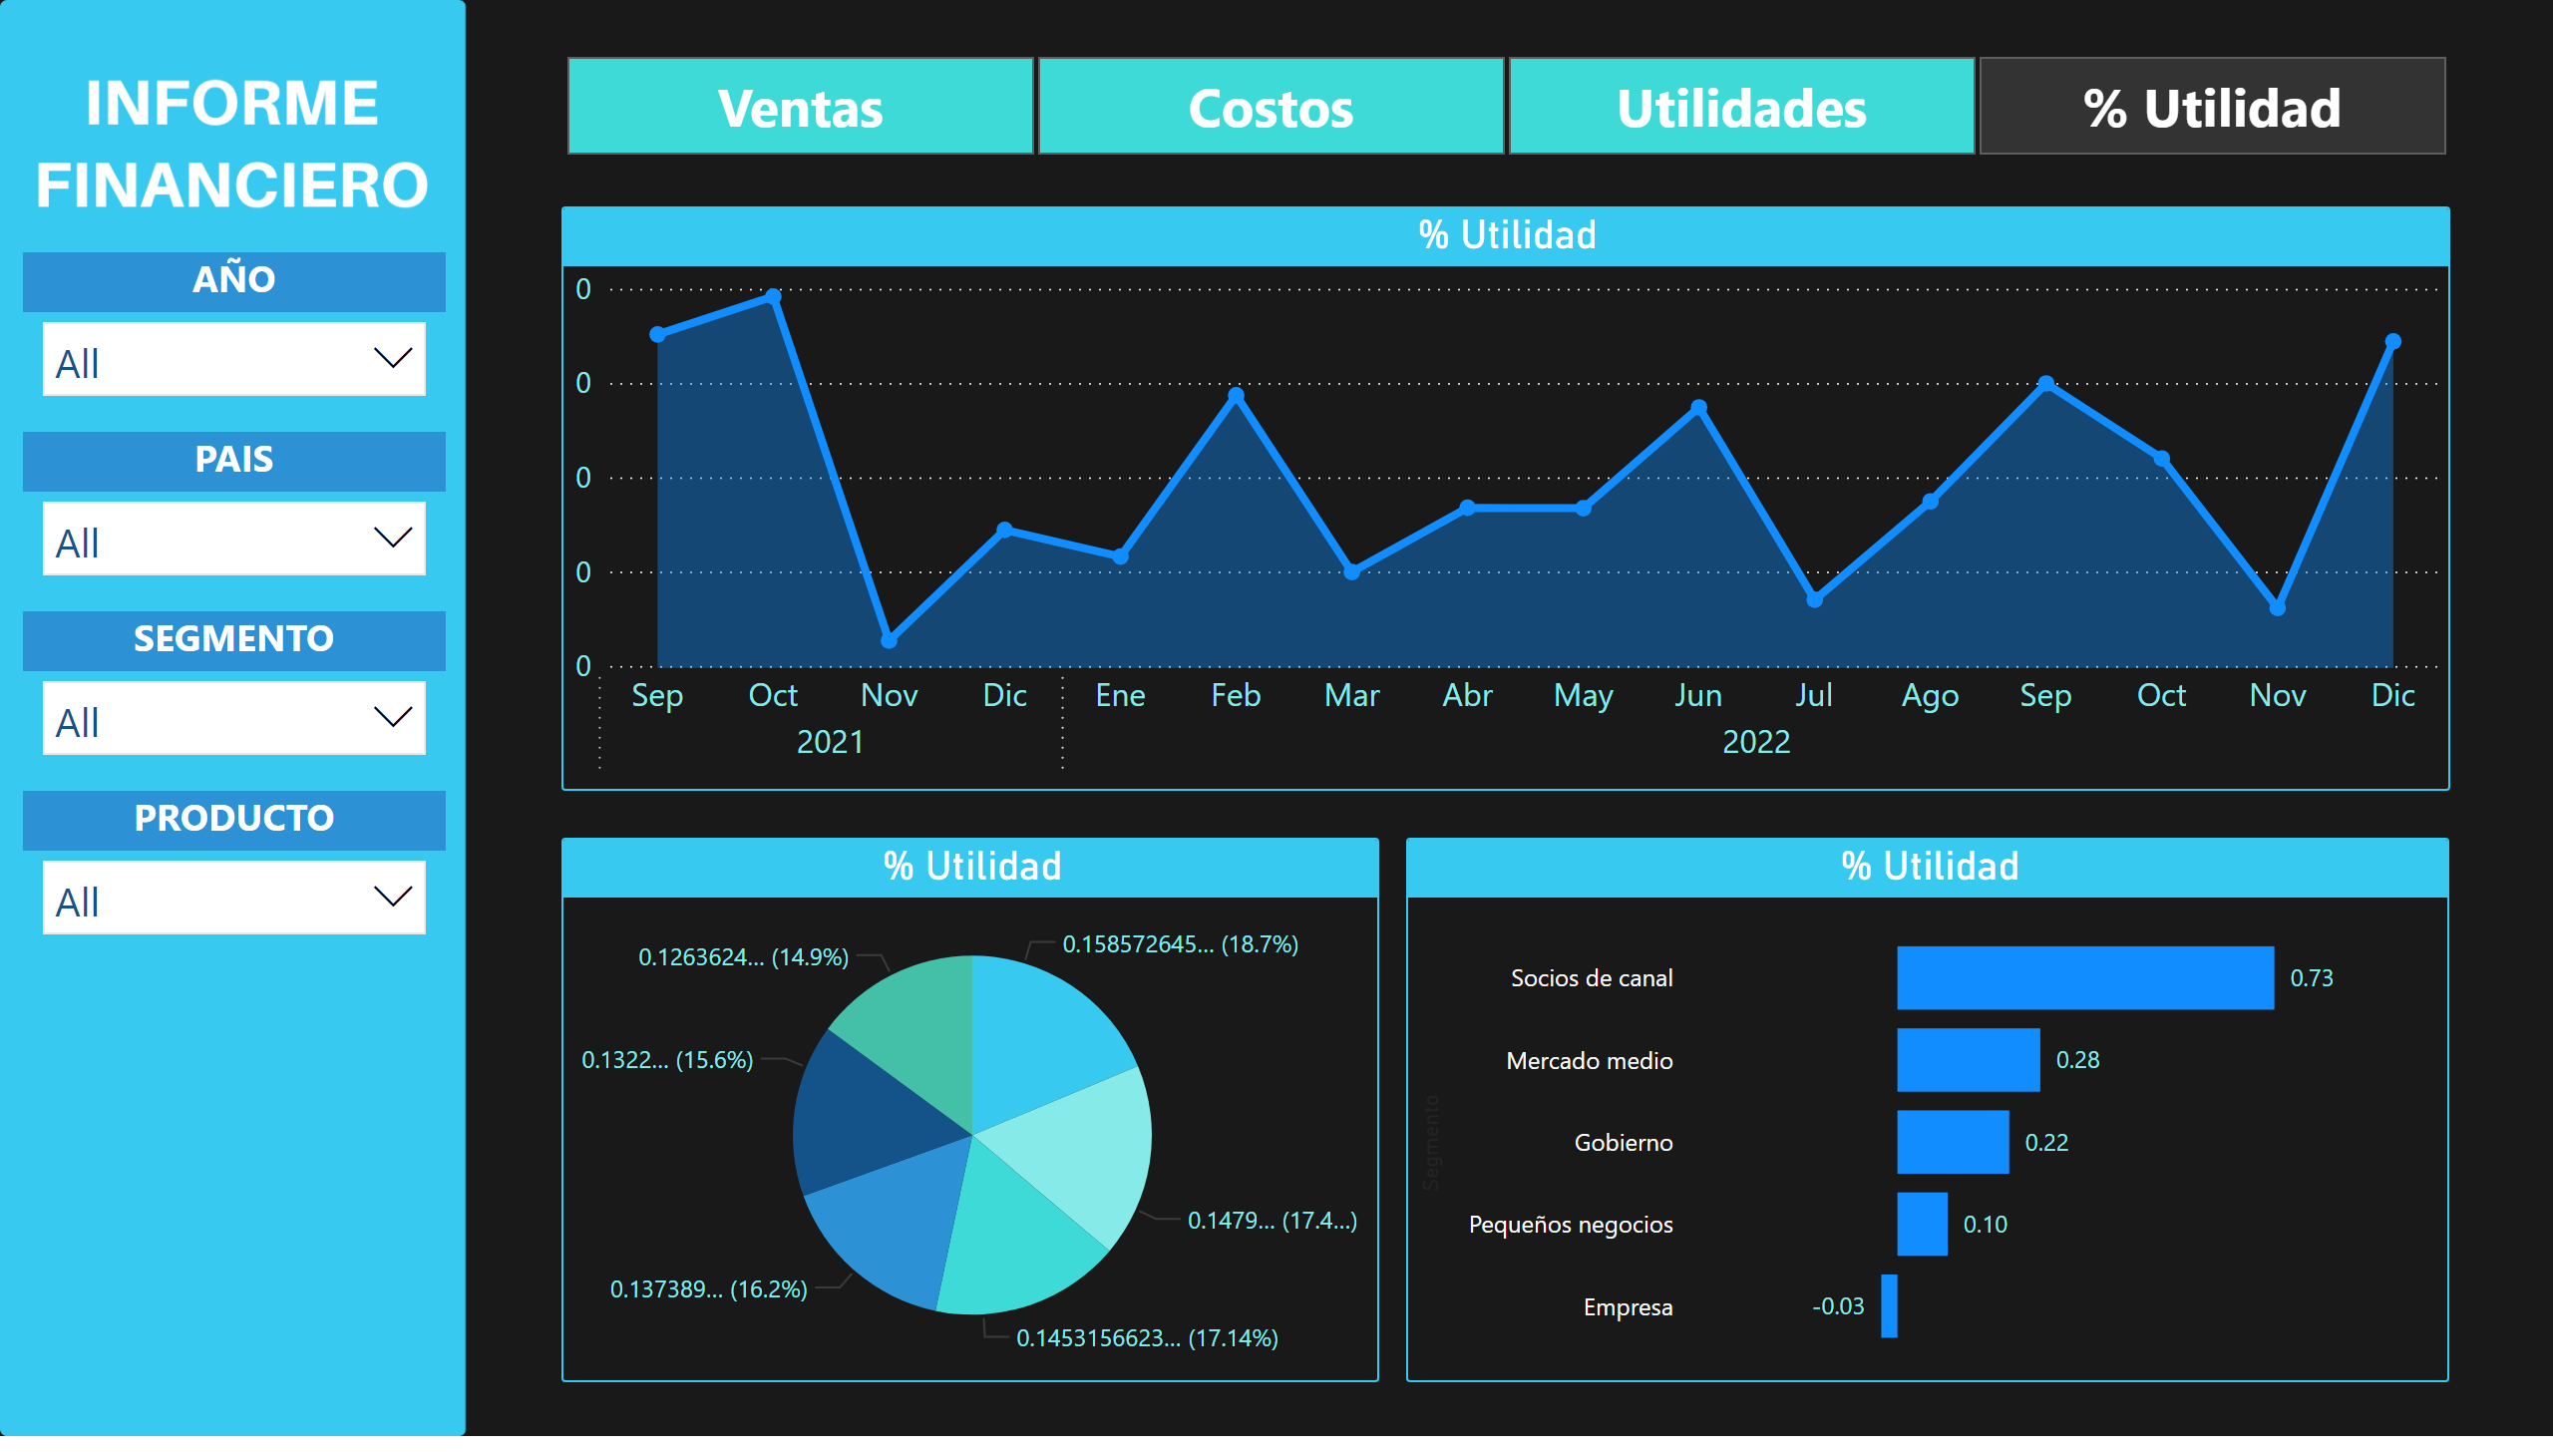 INFORME
FINANCIERO
AÑO
All
PAIS
All
SEGMENTO
All
PRODUCTO
All
Ventas
Costos
Utilidades
% Utilidad
% Utilidad
0
0
0
0
0
Sep Oct Nov Dic Ene Feb Mar Abr May Jun Jul Ago Sep Oct Nov Dic
2021 2022
% Utilidad
0.158572645... (18.7%)
0.1479... (17.4...)
0.1453156623... (17.14%)
0.137389... (16.2%)
0.1322... (15.6%)
0.1263624... (14.9%)
% Utilidad
Segmento
Socios de canal 0.73
Mercado medio 0.28
Gobierno 0.22
Pequeños negocios 0.10
Empresa -0.03